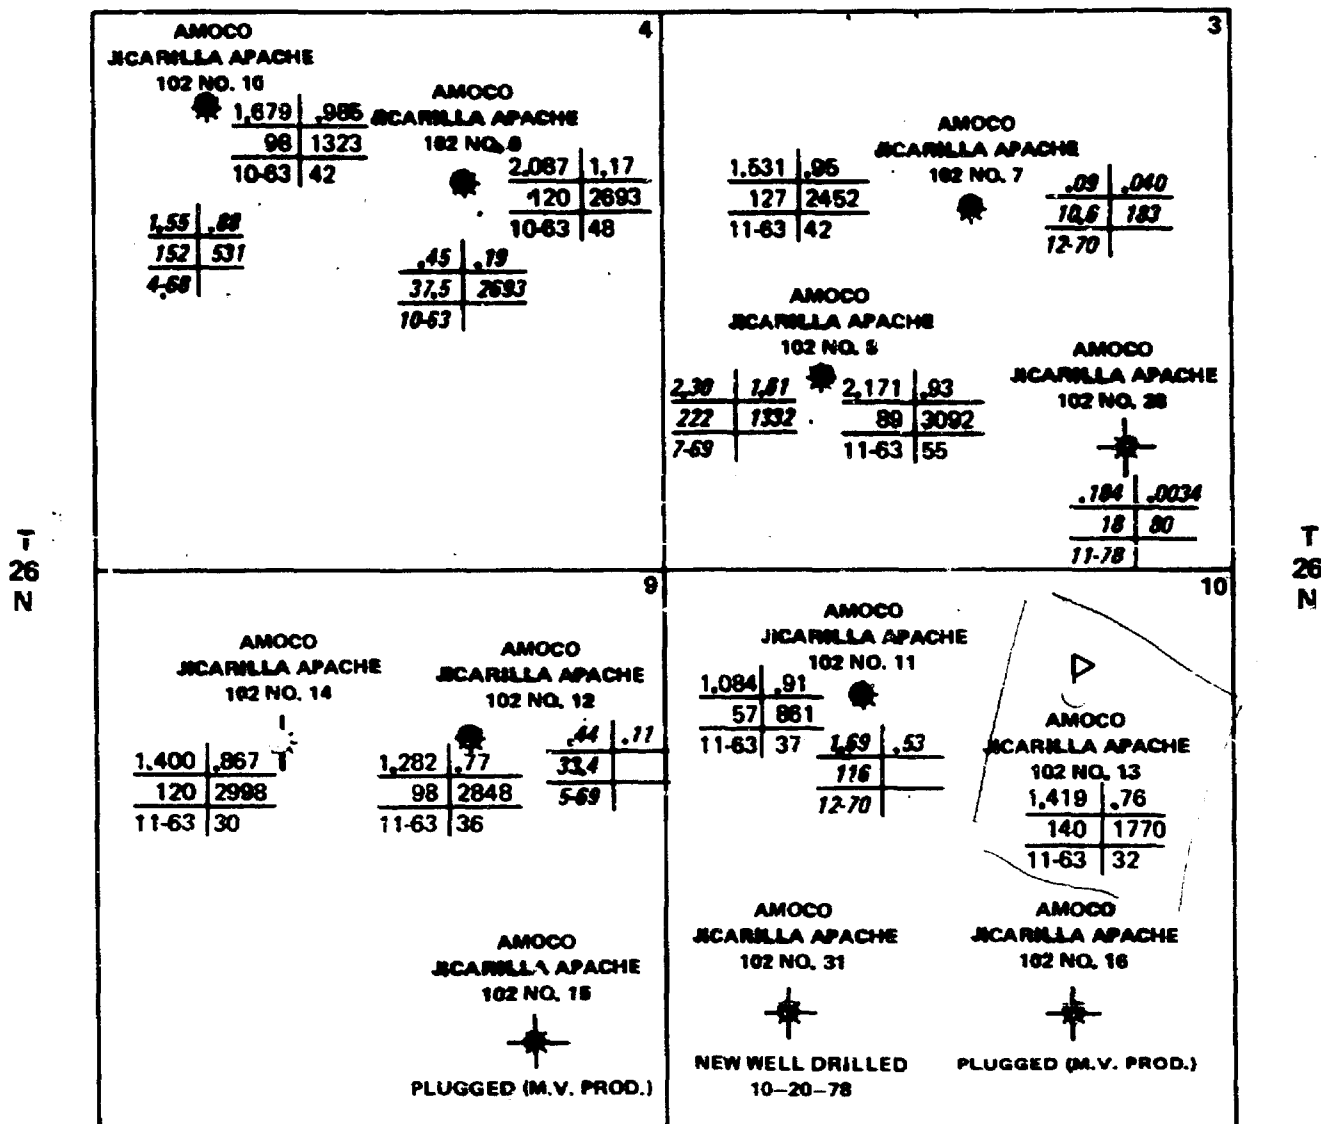 4
AMOCO
JICARILLA APACHE
102 NO. 10
1,679 .985
98 1323
10-63 42
1,55 .88
152 531
4-68
AMOCO
JICARILLA APACHE
102 NO.
2,087 1,17
120 2693
10-63 48
.45 .19
37,5 2693
10-63
3
AMOCO
JICARILLA APACHE
102 NO. 7
1,531 .95
127 2452
11-63 42
.09 .040
10,6 183
12-70
AMOCO
JICARILLA APACHE
102 NO.
2,30 1,81
222 1332
7-69
2,171 .93
89 3092
11-63 55
AMOCO
JICARILLA APACHE
102 NO. 28
.184 .0034
18 80
11-78
T
26
N
T
26
N
9
AMOCO
JICARILLA APACHE
102 NO. 14
1.400 .867
120 2998
11-63 30
AMOCO
JICARILLA APACHE
102 NO. 12
1,282 .77
98 2848
11-63 36
.44 .11
33,4
5-69
AMOCO
JICARILLA APACHE
102 NO. 15
PLUGGED (M.V. PROD.)
10
AMOCO
JICARILLA APACHE
102 NO. 11
1,084 .91
57 861
11-63 37
1,69 .53
116
12-70
AMOCO
JICARILLA APACHE
102 NO. 13
1,419 .76
140 1770
11-63 32
AMOCO
JICARILLA APACHE
102 NO. 31
NEW WELL DRILLED
10-20-78
AMOCO
JICARILLA APACHE
102 NO. 16
PLUGGED (M.V. PROD.)